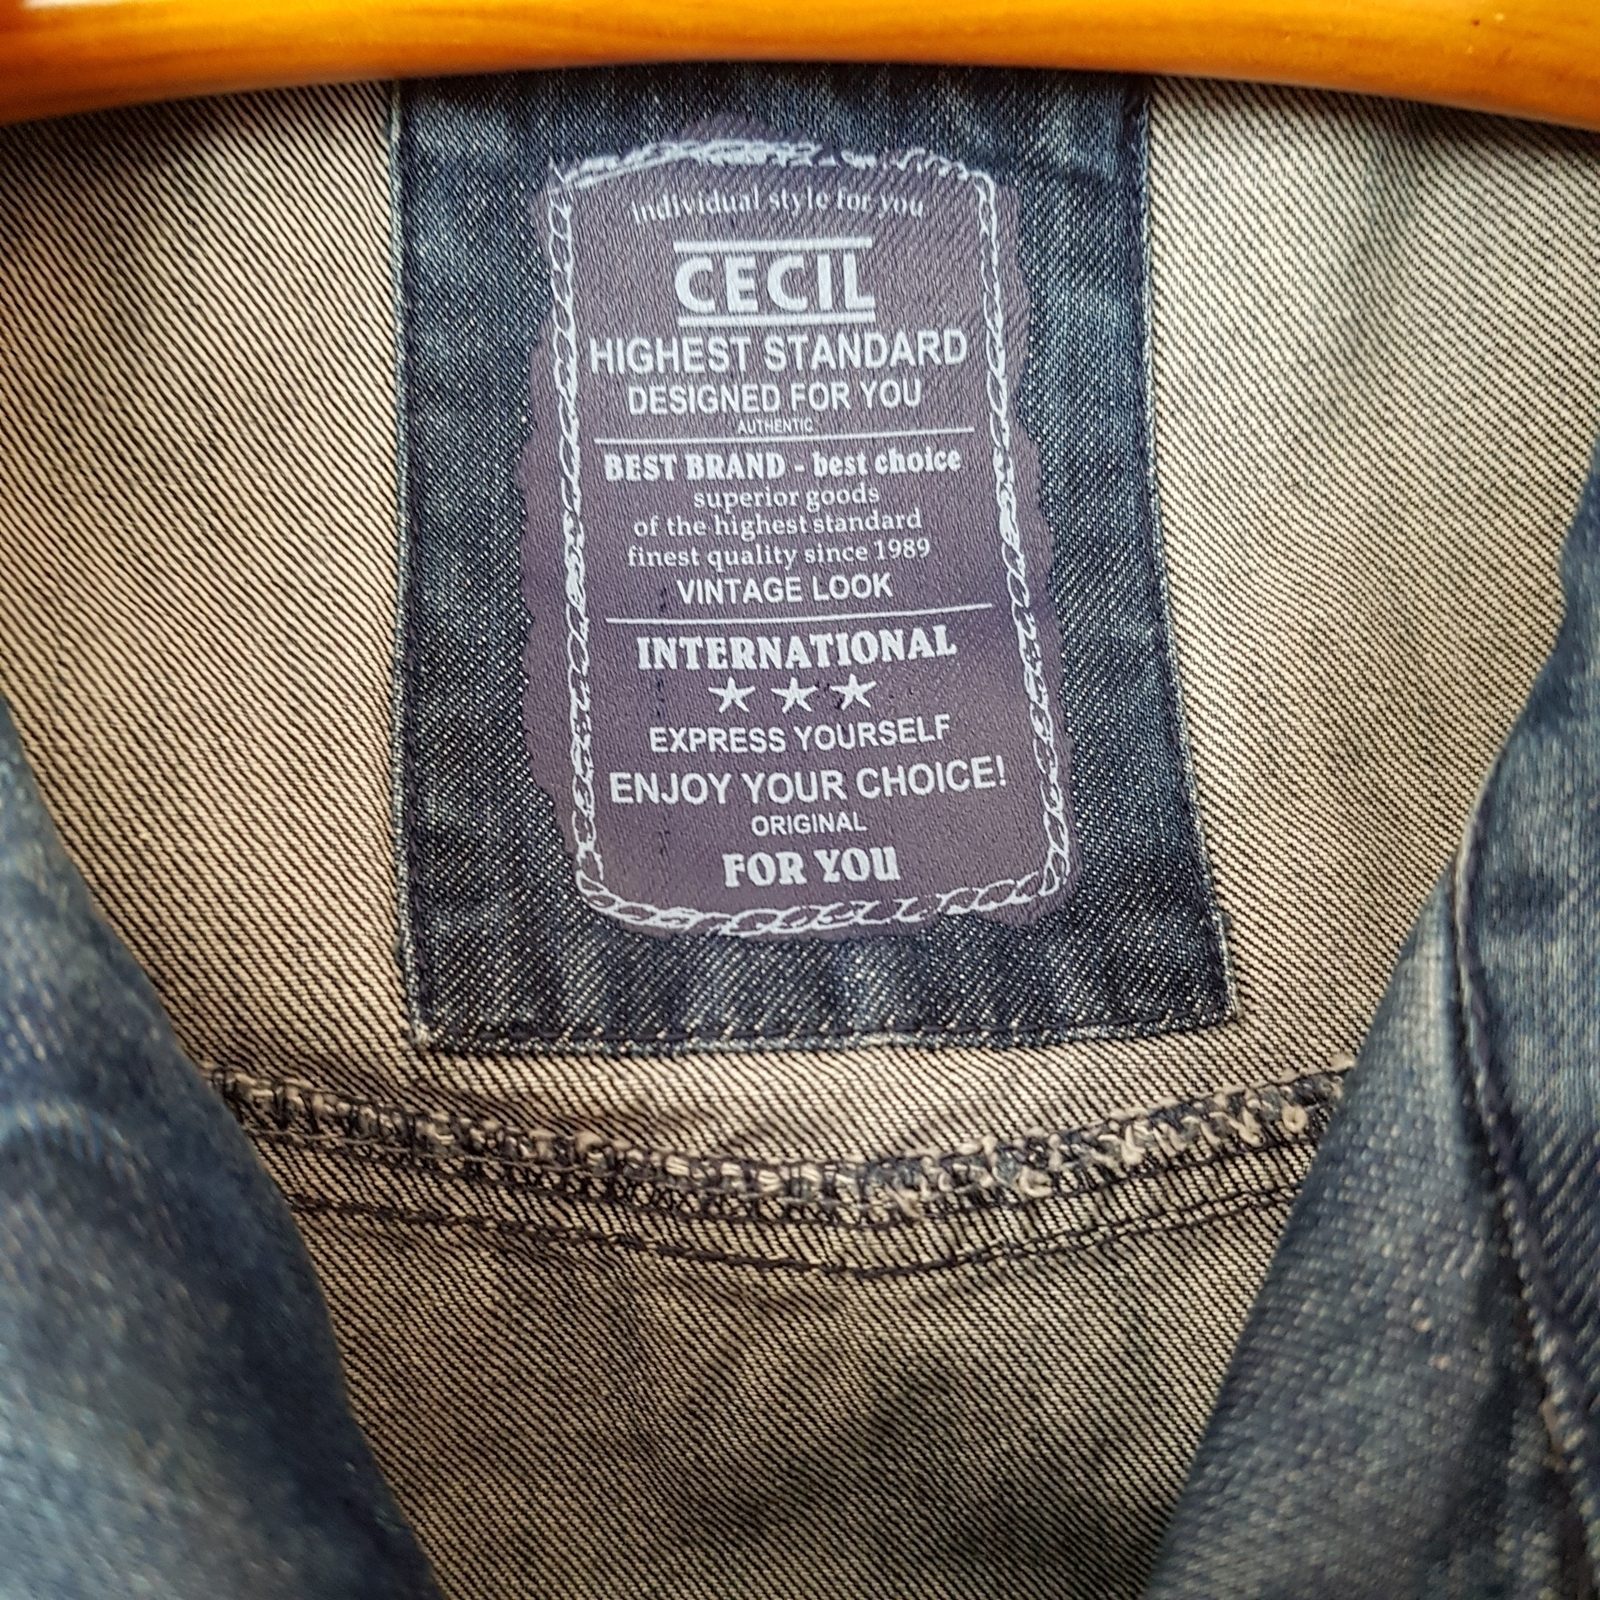 individual style for you
CECIL
HIGHEST STANDARD
DESIGNED FOR YOU
AUTHENTIC
BEST BRAND - best choice
superior goods
of the highest standard
finest quality since 1989
VINTAGE LOOK
INTERNATIONAL
EXPRESS YOURSELF
ENJOY YOUR CHOICE!
ORIGINAL
FOR YOU